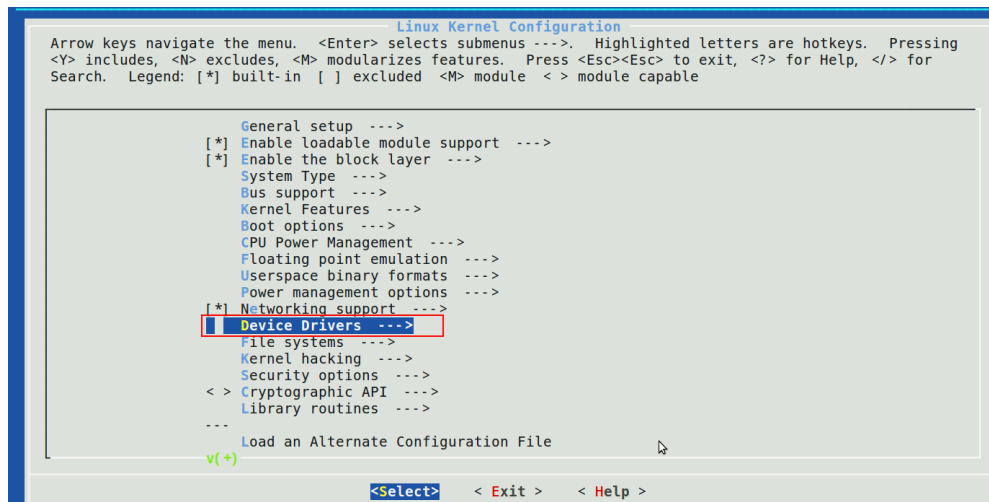 Linux Kernel Configuration
Arrow keys navigate the menu.  <Enter> selects submenus --->.  Highlighted letters are hotkeys.  Pressing
<Y> includes, <N> excludes, <M> modularizes features.  Press <Esc><Esc> to exit, <?> for Help, </> for
Search.  Legend: [*] built-in  [ ] excluded  <M> module  < > module capable
General setup  --->
[*] Enable loadable module support  --->
[*] Enable the block layer  --->
System Type  --->
Bus support  --->
Kernel Features  --->
Boot options  --->
CPU Power Management  --->
Floating point emulation  --->
Userspace binary formats  --->
Power management options  --->
[*] Networking support  --->
Device Drivers  --->
File systems  --->
Kernel hacking  --->
Security options  --->
< > Cryptographic API  --->
Library routines  --->
---
Load an Alternate Configuration File
v(+)
<Select>    < Exit >    < Help >